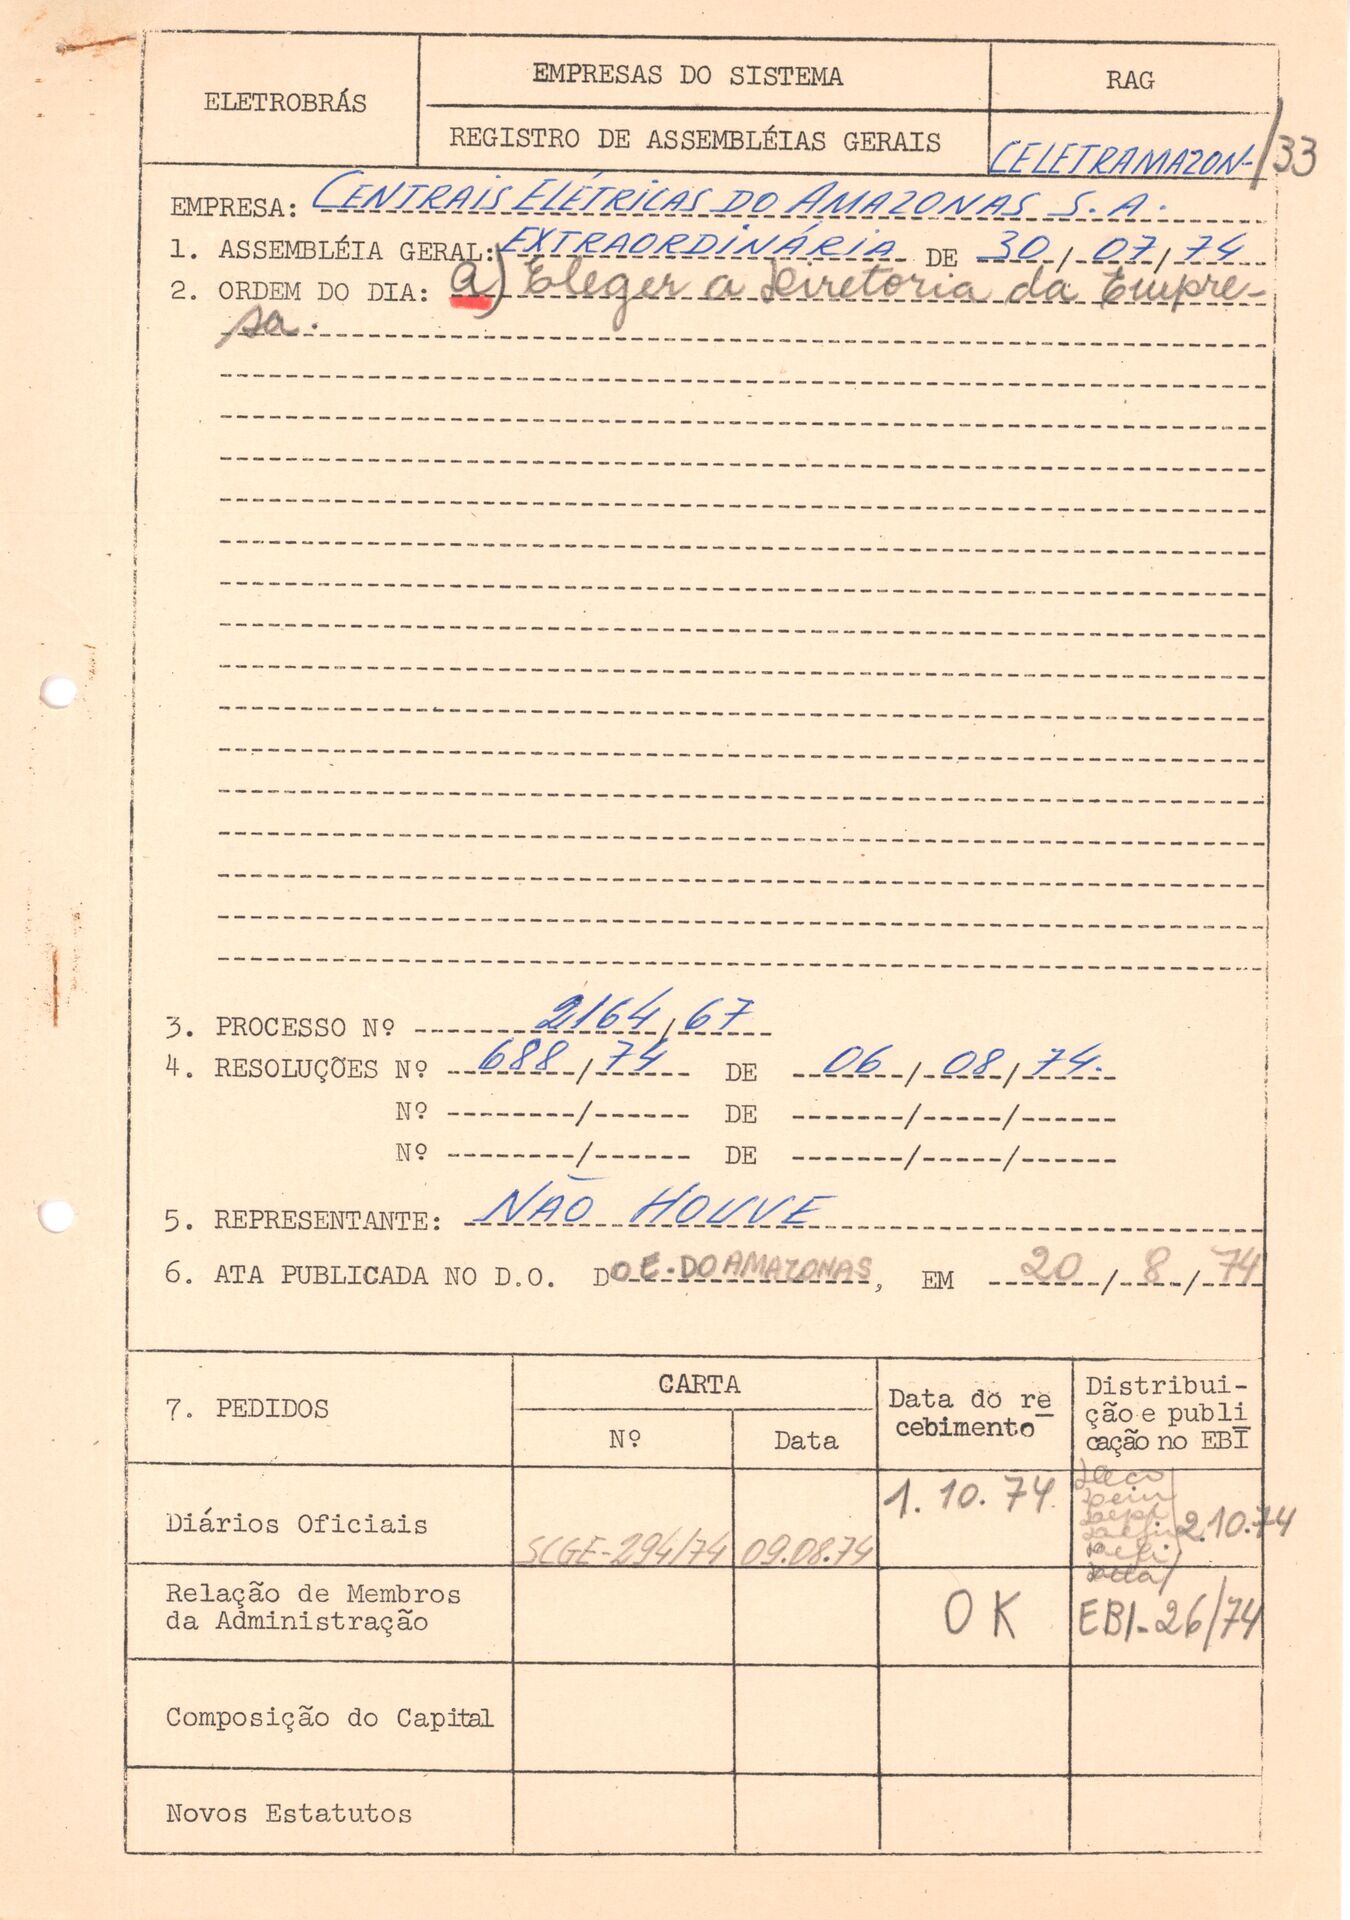 ELETROBRÁS
EMPRESAS DO SISTEMA
RAG
REGISTRO DE ASSEMBLÉIAS GERAIS
CELETRAMAZON-/33
EMPRESA: CENTRAIS ELÉTRICAS DO AMAZONAS S.A.
1. ASSEMBLÉIA GERAL: EXTRAORDINÁRIA DE 30/07/74
2. ORDEM DO DIA: a) Eleger a Diretoria da Empre-
sa.
3. PROCESSO Nº 2164/67
4. RESOLUÇÕES Nº 688/74 DE 06/08/74.
Nº / DE / /
Nº / DE / /
5. REPRESENTANTE: NÃO HOUVE
6. ATA PUBLICADA NO D.O. DO E. DO AMAZONAS, EM 20/8/74
7. PEDIDOS
CARTA
Nº
Data
Data do re
cebimento
Distribui-
ção e publi
cação no EBI
Diários Oficiais
SCGE-294/74
09.08.74
1.10.74
2.10.74
Relação de Membros
da Administração
OK
EBI-26/74
Composição do Capital
Novos Estatutos